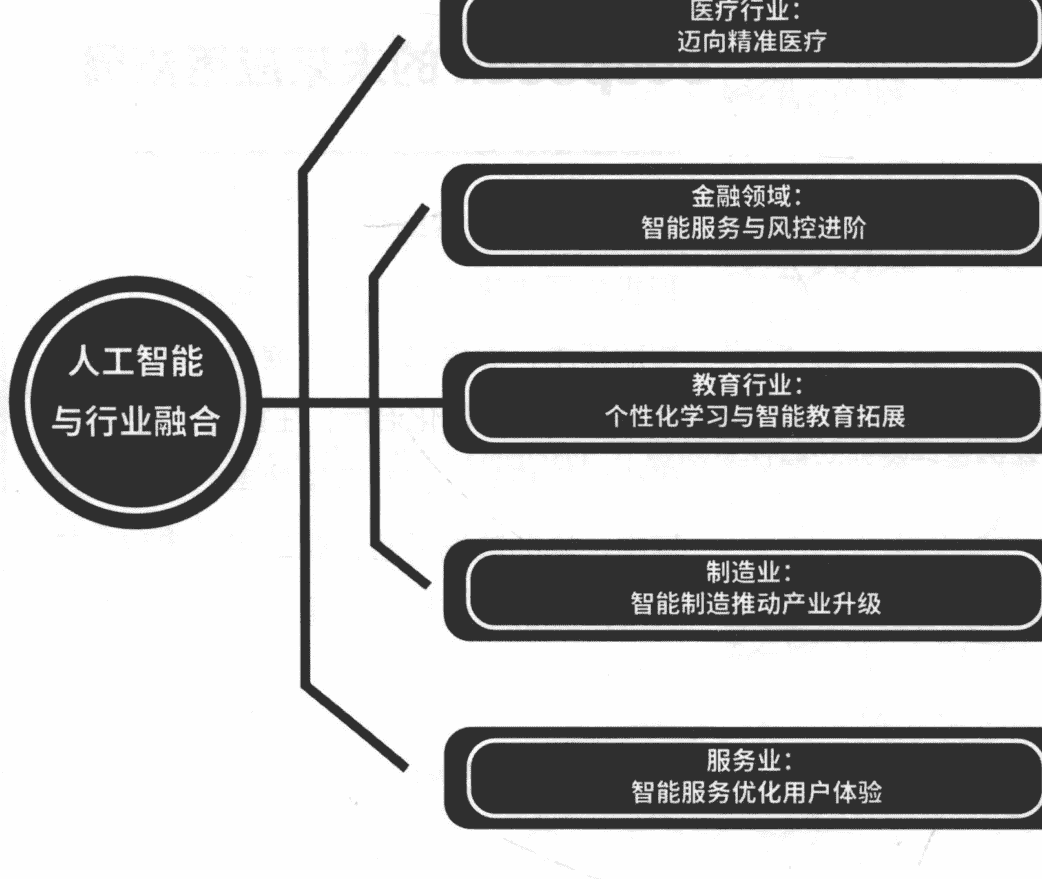 医疗行业：
迈向精准医疗
金融领域：
智能服务与风控进阶
人工智能
与行业融合
教育行业：
个性化学习与智能教育拓展
制造业：
智能制造推动产业升级
服务业：
智能服务优化用户体验